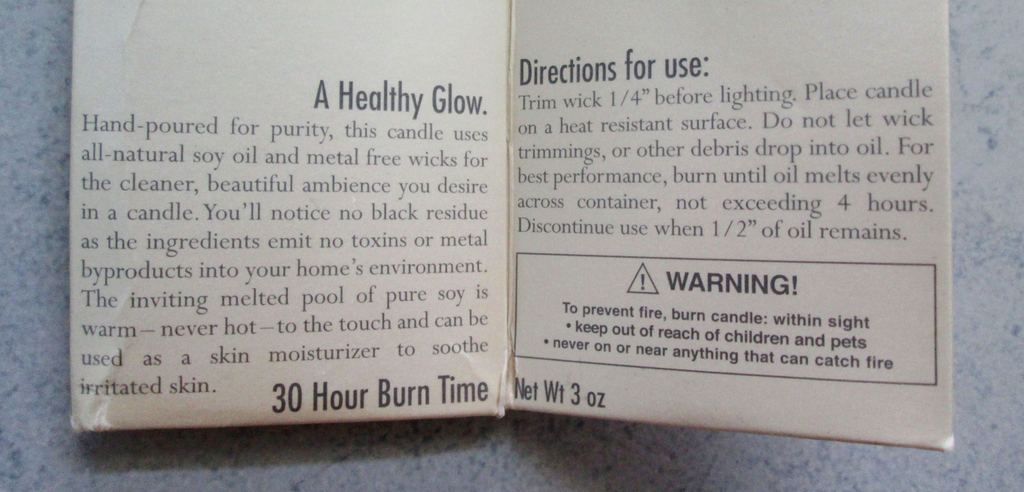 A Healthy Glow.
Hand-poured for purity, this candle uses
all-natural soy oil and metal free wicks for
the cleaner, beautiful ambience you desire
in a candle. You'll notice no black residue
as the ingredients emit no toxins or metal
byproducts into your home's environment.
The inviting melted pool of pure soy is
warm – never hot – to the touch and can be
used as a skin moisturizer to soothe
irritated skin.
30 Hour Burn Time
Directions for use:
Trim wick 1/4" before lighting. Place candle
on a heat resistant surface. Do not let wick
trimmings, or other debris drop into oil. For
best performance, burn until oil melts evenly
across container, not exceeding 4 hours.
Discontinue use when 1/2" of oil remains.
⚠ WARNING!
To prevent fire, burn candle: within sight
• keep out of reach of children and pets
• never on or near anything that can catch fire
Net Wt 3 oz